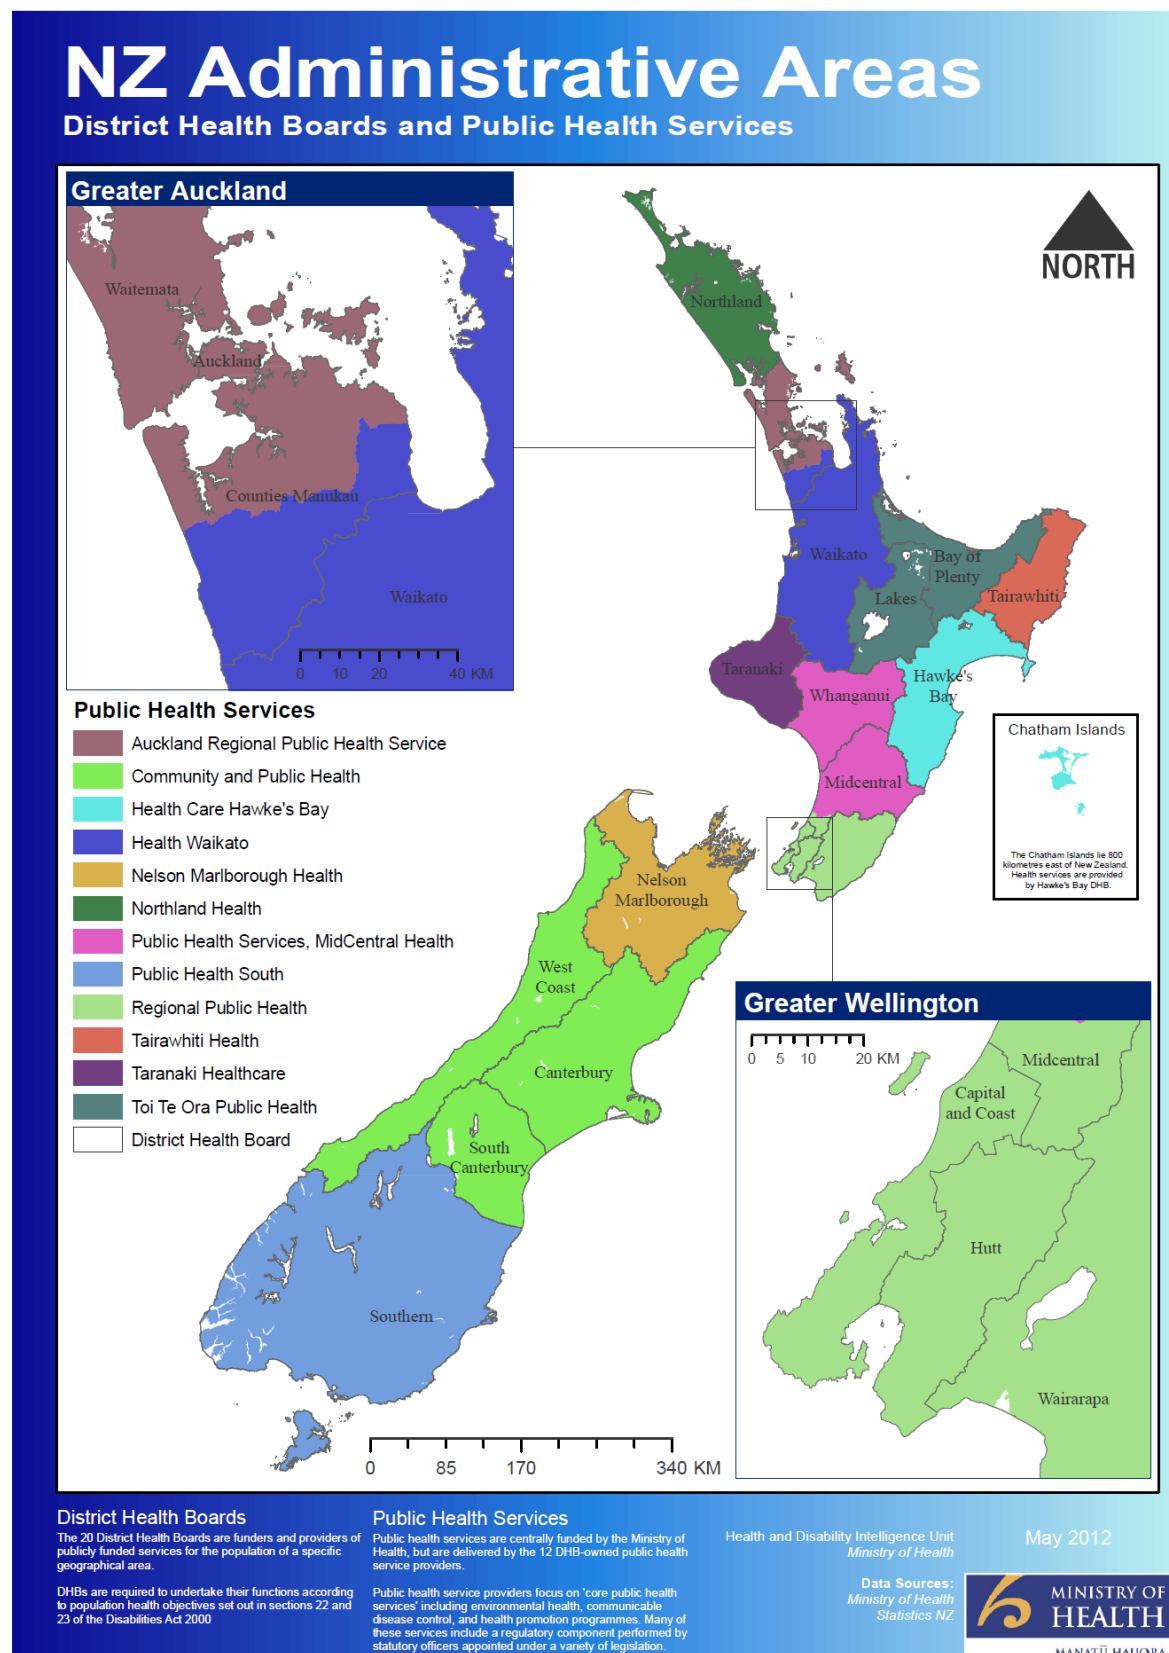 NZ Administrative Areas
District Health Boards and Public Health Services
Greater Auckland
Waitemata
Auckland
Counties Manukau
Waikato
0 10 20 40 KM
NORTH
Northland
Waikato
Bay of
Plenty
Lakes
Tairawhiti
Taranaki
Whanganui
Hawke's
Bay
Midcentral
Chatham Islands
The Chatham Islands lie 800
kilometres east of New Zealand.
Health services are provided
by Hawke's Bay DHB.
Public Health Services
Auckland Regional Public Health Service
Community and Public Health
Health Care Hawke's Bay
Health Waikato
Nelson Marlborough Health
Northland Health
Public Health Services, MidCentral Health
Public Health South
Regional Public Health
Tairawhiti Health
Taranaki Healthcare
Toi Te Ora Public Health
District Health Board
Nelson
Marlborough
West
Coast
Canterbury
South
Canterbury
Southern
0 85 170 340 KM
Greater Wellington
0 5 10 20 KM
Midcentral
Capital
and Coast
Hutt
Wairarapa
District Health Boards
The 20 District Health Boards are funders and providers of
publicly funded services for the population of a specific
geographical area.
DHBs are required to undertake their functions according
to population health objectives set out in sections 22 and
23 of the Disabilities Act 2000
Public Health Services
Public health services are centrally funded by the Ministry of
Health, but are delivered by the 12 DHB-owned public health
service providers.
Public health service providers focus on 'core public health
services' including environmental health, communicable
disease control, and health promotion programmes. Many of
these services include a regulatory component performed by
statutory officers appointed under a variety of legislation.
Health and Disability Intelligence Unit
Ministry of Health
Data Sources:
Ministry of Health
Statistics NZ
May 2012
MINISTRY OF
HEALTH
MANATŪ HAUORA